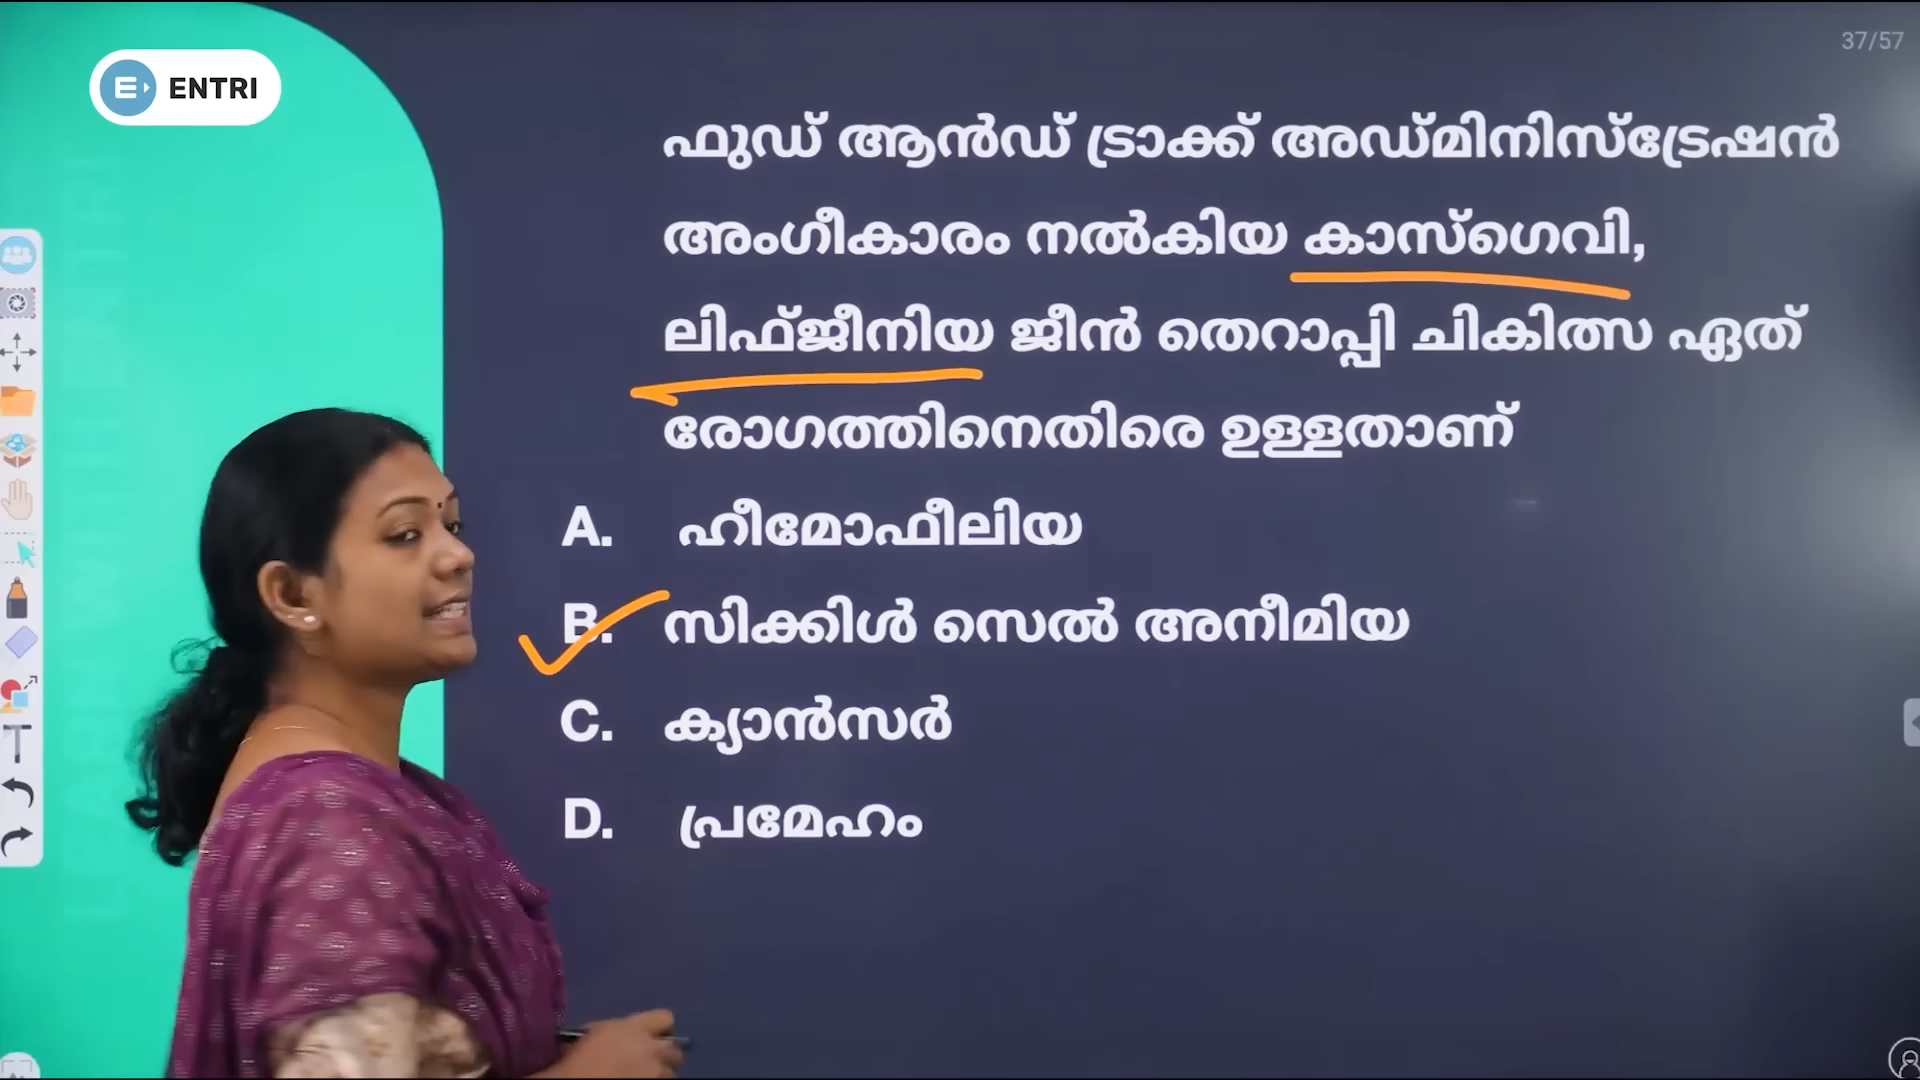 ENTRI
37/57
ഫുഡ് ആൻഡ് ട്രാക്ക് അഡ്മിനിസ്ട്രേഷൻ
അംഗീകാരം നൽകിയ കാസ്ഗെവി,
ലിഫ്ജീനിയ ജീൻ തെറാപ്പി ചികിത്സ ഏത്
രോഗത്തിനെതിരെ ഉള്ളതാണ്
A. ഹീമോഫീലിയ
B. സിക്കിൾ സെൽ അനീമിയ
C. ക്യാൻസർ
D. പ്രമേഹം